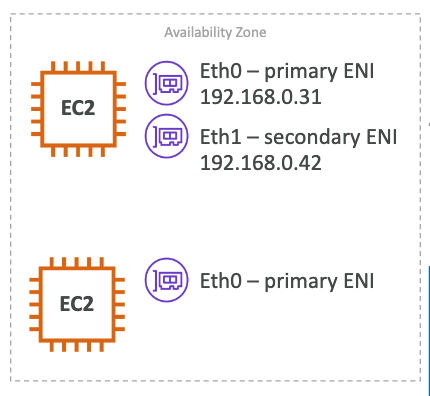 Availability Zone
EC2
Eth0 – primary ENI
192.168.0.31
Eth1 – secondary ENI
192.168.0.42
EC2
Eth0 – primary ENI